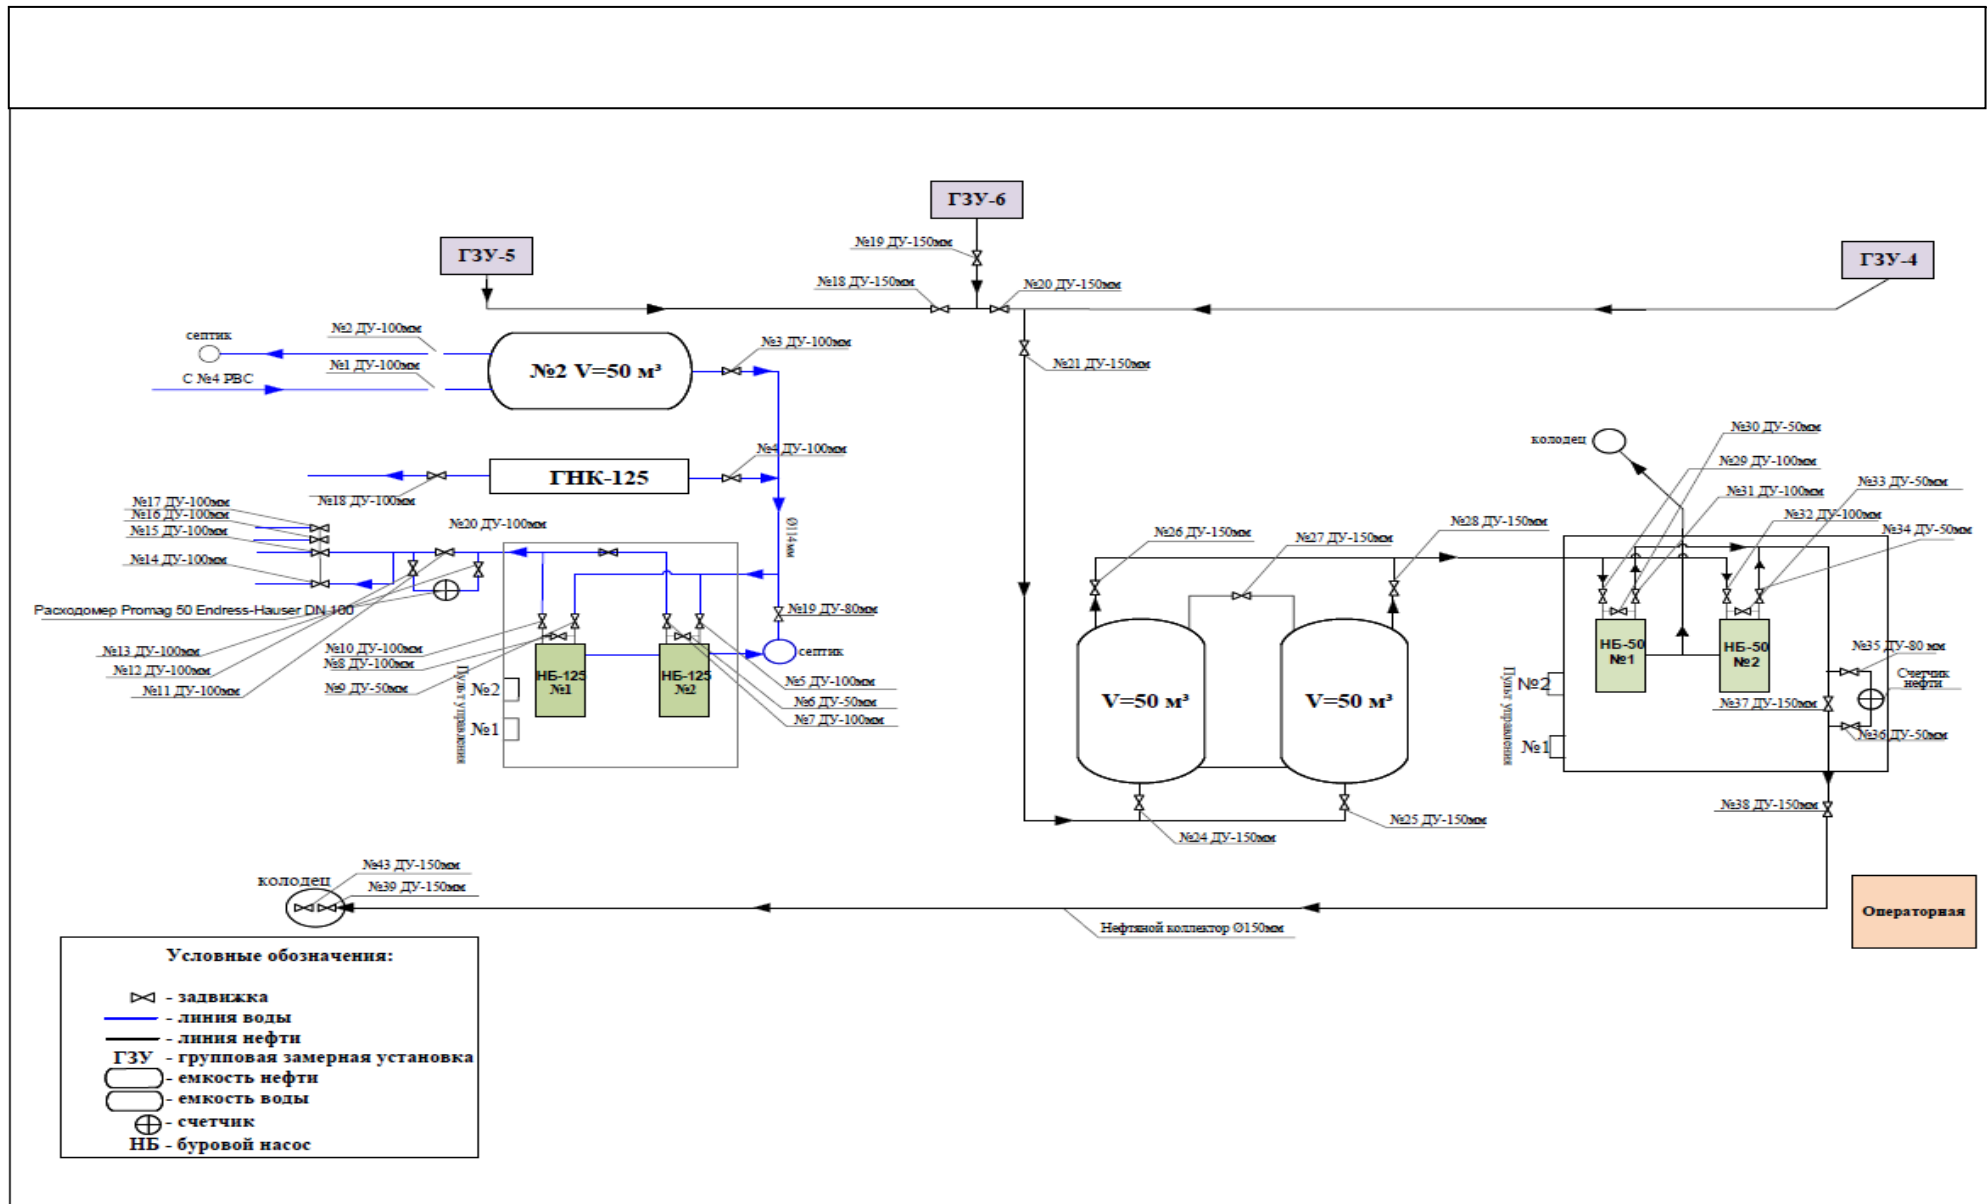 ГЗУ-6
№19 ДУ-150мм
ГЗУ-5
ГЗУ-4
№18 ДУ-150мм
№20 ДУ-150мм
септик
№2 ДУ-100мм
№3 ДУ-100мм
№21 ДУ-150мм
№1 ДУ-100мм
С №4 РВС
№2 V=50 м³
№30 ДУ-50мм
колодец
№4 ДУ-100мм
№29 ДУ-100мм
ГНК-125
№33 ДУ-50мм
№31 ДУ-100мм
№18 ДУ-100мм
№17 ДУ-100мм
№16 ДУ-100мм
№15 ДУ-100мм
№14 ДУ-100мм
№20 ДУ-100мм
Ø114мм
№28 ДУ-150мм
№32 ДУ-100мм
№34 ДУ-50мм
№26 ДУ-150мм
№27 ДУ-150мм
Расходомер Promag 50 Endress-Hauser DN 100
№19 ДУ-80мм
№13 ДУ-100мм
№12 ДУ-100мм
№11 ДУ-100мм
№10 ДУ-100мм
№8 ДУ-100мм
№9 ДУ-50мм
септик
НБ-125
№1
НБ-125
№2
№5 ДУ-100мм
№6 ДУ-50мм
№7 ДУ-100мм
Пульт управления
№2
№1
V=50 м³
V=50 м³
НБ-50
№1
НБ-50
№2
№35 ДУ-80 мм
Счетчик
нефти
№37 ДУ-150мм
№36 ДУ-50мм
Пульт управления
№2
№1
№38 ДУ-150мм
№24 ДУ-150мм
№25 ДУ-150мм
№43 ДУ-150мм
колодец
№39 ДУ-150мм
Нефтяной коллектор Ø150мм
Операторная
Условные обозначения:
- задвижка
- линия воды
- линия нефти
ГЗУ - групповая замерная установка
- емкость нефти
- емкость воды
- счетчик
НБ - буровой насос